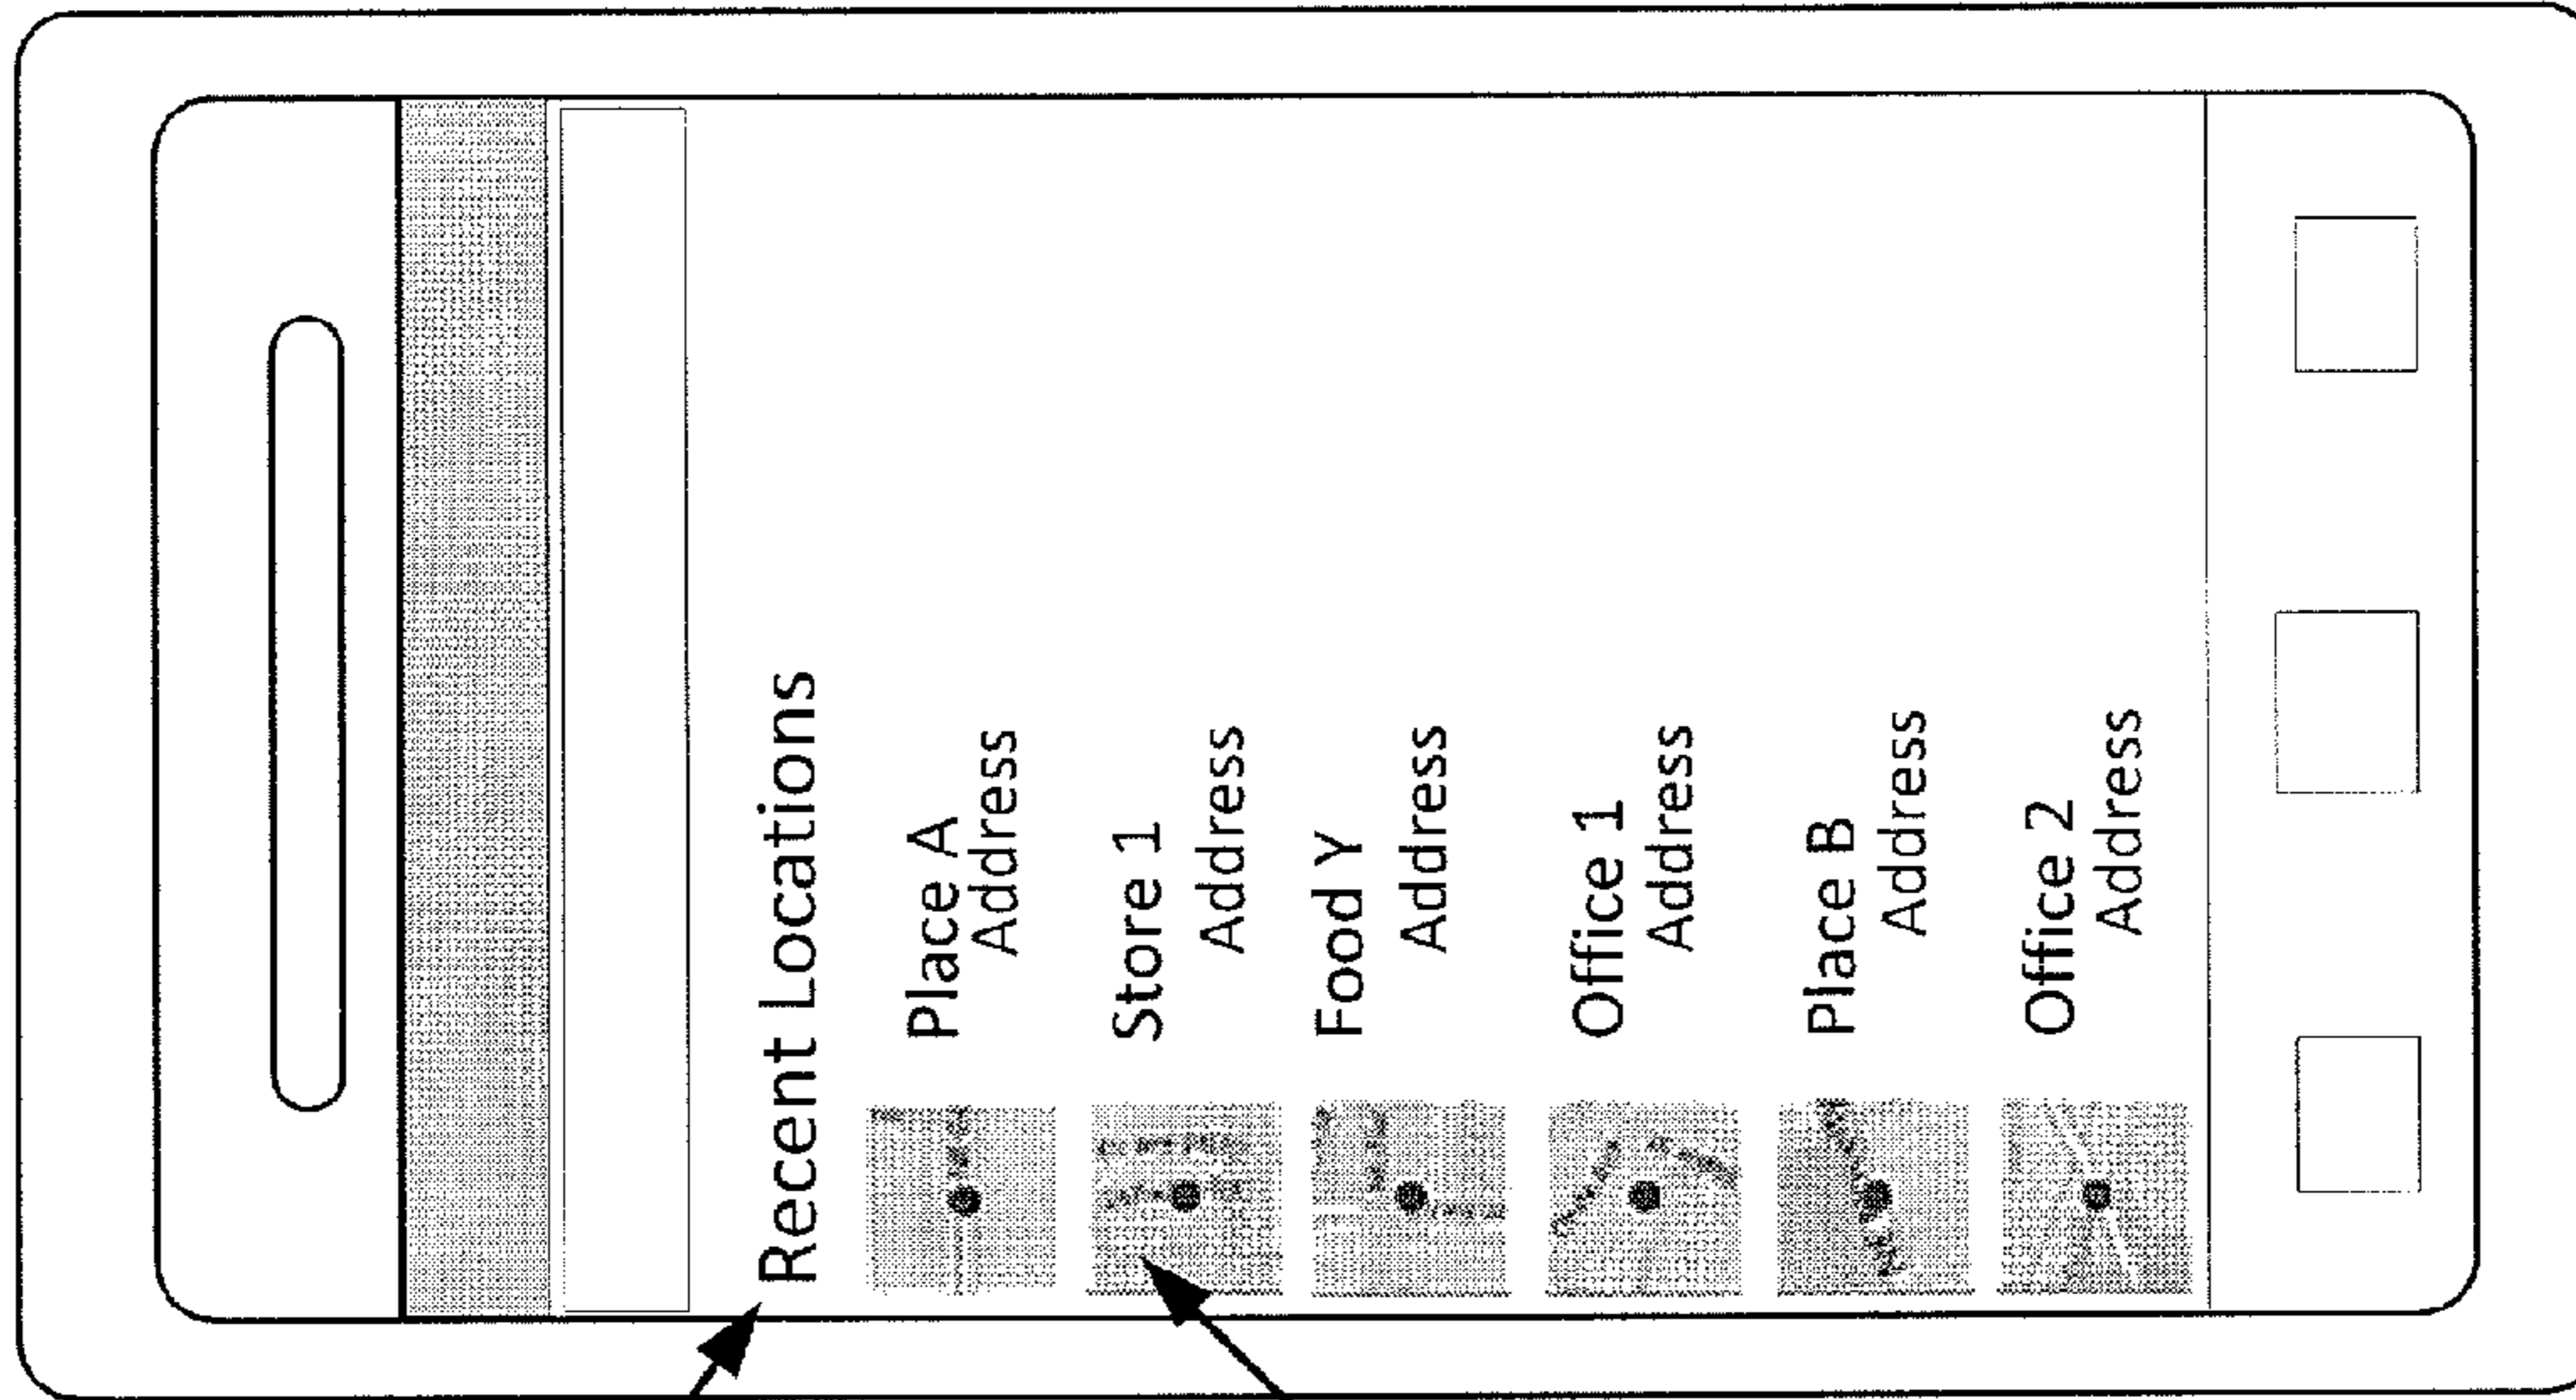 Recent Locations
Place A
Address
Store 1
Address
Food Y
Address
Office 1
Address
Place B
Address
Office 2
Address